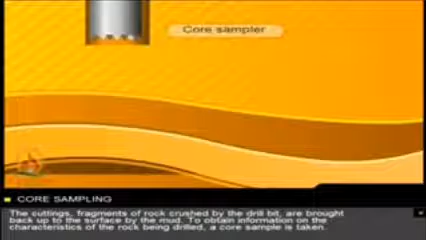 Core sampler
CORE SAMPLING
The cuttings, fragments of rock crushed by the drill bit, are brought
back up to the surface by the mud. To obtain information on the
characteristics of the rock being drilled, a core sample is taken.